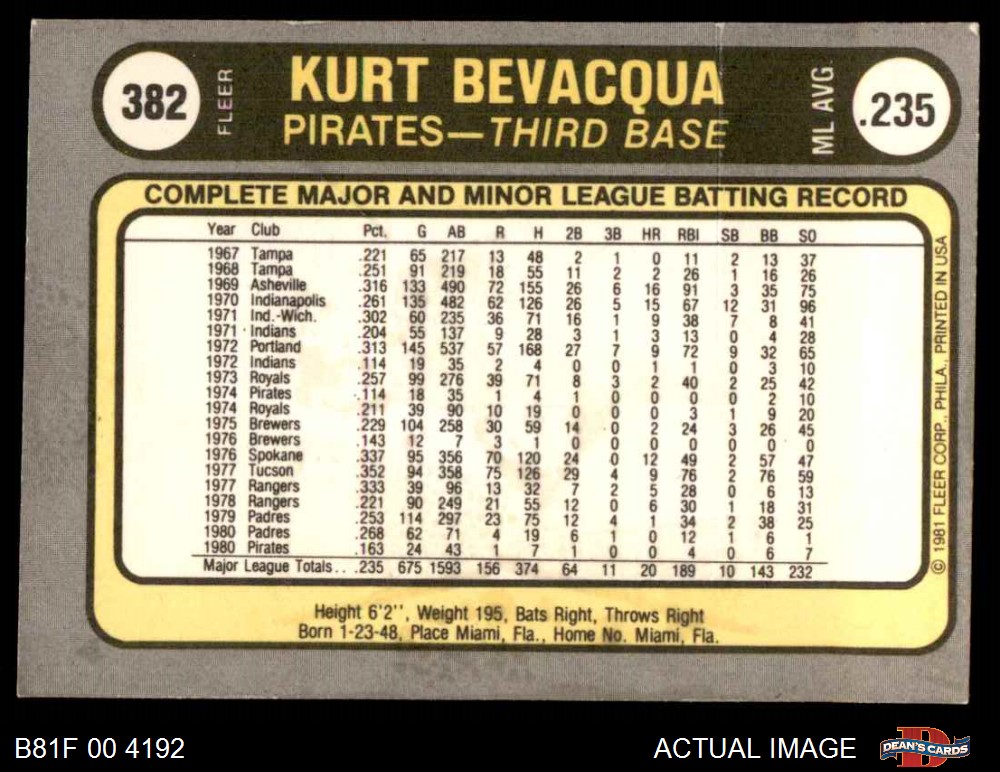 382 FLEER KURT BEVACQUA ML AVG. .235
PIRATES—THIRD BASE
COMPLETE MAJOR AND MINOR LEAGUE BATTING RECORD
Year Club Pct. G AB R H 2B 3B HR RBI SB BB SO
1967 Tampa .221 65 217 13 48 2 1 0 11 2 13 37
1968 Tampa .251 91 219 18 55 11 2 2 26 1 16 26
1969 Asheville .316 133 490 72 155 26 6 16 91 3 35 75
1970 Indianapolis .261 135 482 62 126 26 5 15 67 12 31 96
1971 Ind.-Wich. .302 60 235 36 71 16 1 9 38 7 8 41
1971 Indians .204 55 137 9 28 3 1 3 13 0 4 28
1972 Portland .313 145 537 57 168 27 7 9 72 9 32 65
1972 Indians .114 19 35 2 4 0 0 1 1 0 3 10
1973 Royals .257 99 276 39 71 8 3 2 40 2 25 42
1974 Pirates .114 18 35 1 4 1 0 0 0 0 2 10
1974 Royals .211 39 90 10 19 0 0 0 3 1 9 20
1975 Brewers .229 104 258 30 59 14 0 2 24 3 26 45
1976 Brewers .143 12 7 3 1 0 0 0 0 0 0 0
1976 Spokane .337 95 356 70 120 24 0 12 49 2 57 47
1977 Tucson .352 94 358 75 126 29 4 9 76 2 76 59
1977 Rangers .333 39 96 13 32 7 2 5 28 0 6 13
1978 Rangers .221 90 249 21 55 12 0 6 30 1 18 31
1979 Padres .253 114 297 23 75 12 4 1 34 2 38 25
1980 Padres .268 62 71 4 19 6 1 0 12 1 6 1
1980 Pirates .163 24 43 1 7 1 0 0 4 0 6 7
Major League Totals... .235 675 1593 156 374 64 11 20 189 10 143 232
Height 6'2'', Weight 195, Bats Right, Throws Right
Born 1-23-48, Place Miami, Fla., Home No. Miami, Fla.
© 1981 FLEER CORP., PHILA., PRINTED IN USA
B81F 00 4192 ACTUAL IMAGE D DEAN'S CARDS